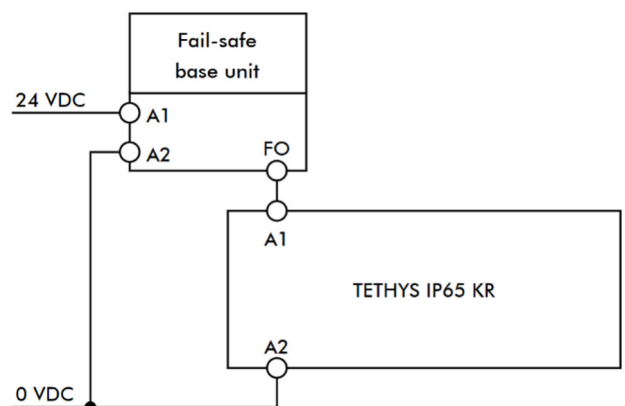 Fail-safe
base unit
24 VDC
A1
A2
FO
A1
TETHYS IP65 KR
A2
0 VDC